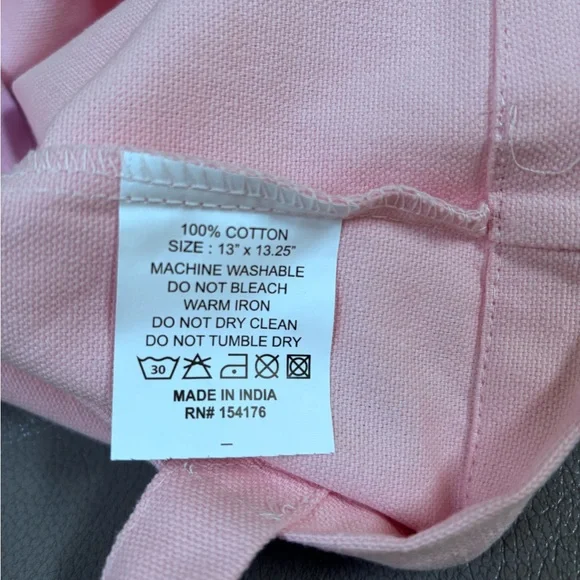 100% COTTON
SIZE : 13" x 13.25"
MACHINE WASHABLE
DO NOT BLEACH
WARM IRON
DO NOT DRY CLEAN
DO NOT TUMBLE DRY
30
MADE IN INDIA
RN# 154176